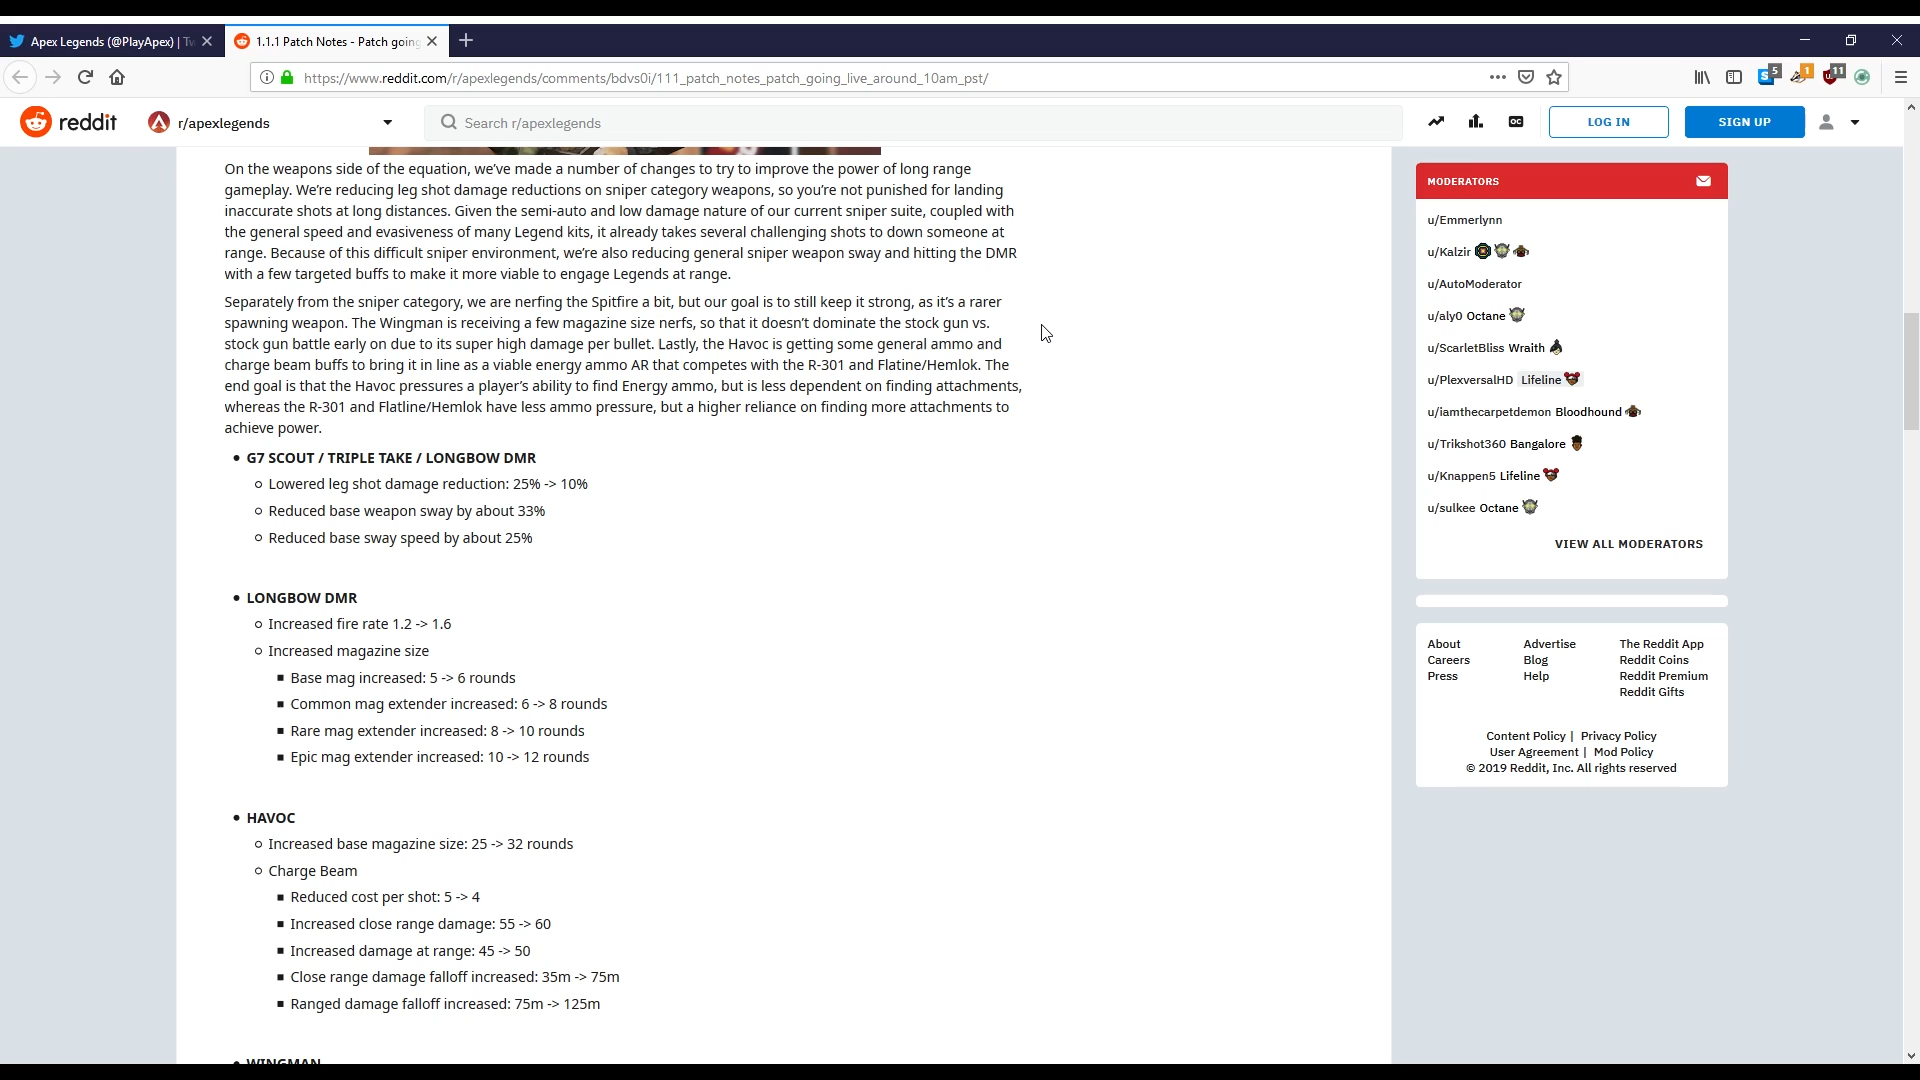 Apex Legends (@PlayApex) | Tw
1.1.1 Patch Notes - Patch going
https://www.reddit.com/r/apexlegends/comments/bdvs0i/111_patch_notes_patch_going_live_around_10am_pst/
5
1
11
reddit
r/apexlegends
Search r/apexlegends
LOG IN
SIGN UP
On the weapons side of the equation, we've made a number of changes to try to improve the power of long range
gameplay. We're reducing leg shot damage reductions on sniper category weapons, so you're not punished for landing
inaccurate shots at long distances. Given the semi-auto and low damage nature of our current sniper suite, coupled with
the general speed and evasiveness of many Legend kits, it already takes several challenging shots to down someone at
range. Because of this difficult sniper environment, we're also reducing general sniper weapon sway and hitting the DMR
with a few targeted buffs to make it more viable to engage Legends at range.
Separately from the sniper category, we are nerfing the Spitfire a bit, but our goal is to still keep it strong, as it's a rarer
spawning weapon. The Wingman is receiving a few magazine size nerfs, so that it doesn't dominate the stock gun vs.
stock gun battle early on due to its super high damage per bullet. Lastly, the Havoc is getting some general ammo and
charge beam buffs to bring it in line as a viable energy ammo AR that competes with the R-301 and Flatine/Hemlok. The
end goal is that the Havoc pressures a player's ability to find Energy ammo, but is less dependent on finding attachments,
whereas the R-301 and Flatline/Hemlok have less ammo pressure, but a higher reliance on finding more attachments to
achieve power.
• G7 SCOUT / TRIPLE TAKE / LONGBOW DMR
○ Lowered leg shot damage reduction: 25% -> 10%
○ Reduced base weapon sway by about 33%
○ Reduced base sway speed by about 25%
• LONGBOW DMR
○ Increased fire rate 1.2 -> 1.6
○ Increased magazine size
▪ Base mag increased: 5 -> 6 rounds
▪ Common mag extender increased: 6 -> 8 rounds
▪ Rare mag extender increased: 8 -> 10 rounds
▪ Epic mag extender increased: 10 -> 12 rounds
• HAVOC
○ Increased base magazine size: 25 -> 32 rounds
○ Charge Beam
▪ Reduced cost per shot: 5 -> 4
▪ Increased close range damage: 55 -> 60
▪ Increased damage at range: 45 -> 50
▪ Close range damage falloff increased: 35m -> 75m
▪ Ranged damage falloff increased: 75m -> 125m
• WINGMAN
MODERATORS
u/Emmerlynn
u/Kalzir
u/AutoModerator
u/aly0 Octane
u/ScarletBliss Wraith
u/PlexversalHD Lifeline
u/iamthecarpetdemon Bloodhound
u/Trikshot360 Bangalore
u/Knappen5 Lifeline
u/sulkee Octane
VIEW ALL MODERATORS
About Advertise The Reddit App
Careers Blog Reddit Coins
Press Help Reddit Premium
Reddit Gifts
Content Policy | Privacy Policy
User Agreement | Mod Policy
© 2019 Reddit, Inc. All rights reserved